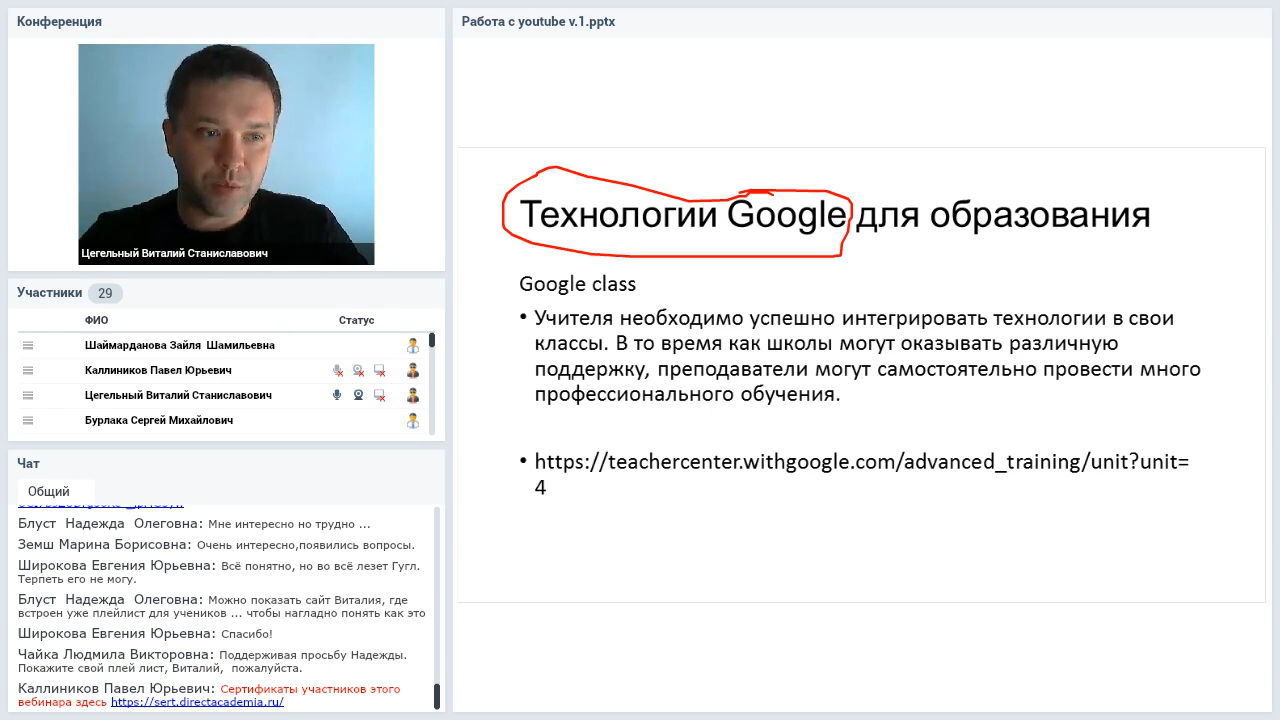 Конференция
Цегельный Виталий Станиславович
Участники 29
ФИО Статус
Шаймарданова Зайля Шамильевна
Каллиников Павел Юрьевич
Цегельный Виталий Станиславович
Бурлака Сергей Михайлович
Чат
Общий
Блуст Надежда Олеговна: Мне интересно но трудно ...
Земш Марина Борисовна: Очень интересно,появились вопросы.
Широкова Евгения Юрьевна: Всё понятно, но во всё лезет Гугл.
Терпеть его не могу.
Блуст Надежда Олеговна: Можно показать сайт Виталия, где
встроен уже плейлист для учеников ... чтобы нагладно понять как это
Широкова Евгения Юрьевна: Спасибо!
Чайка Людмила Викторовна: Поддерживая просьбу Надежды.
Покажите свой плей лист, Виталий, пожалуйста.
Каллиников Павел Юрьевич: Сертификаты участников этого
вебинара здесь https://sert.directacademia.ru/
Работа с youtube v.1.pptx
Технологии Google для образования
Google class
• Учителя необходимо успешно интегрировать технологии в свои
классы. В то время как школы могут оказывать различную
поддержку, преподаватели могут самостоятельно провести много
профессионального обучения.
• https://teachercenter.withgoogle.com/advanced_training/unit?unit=
4